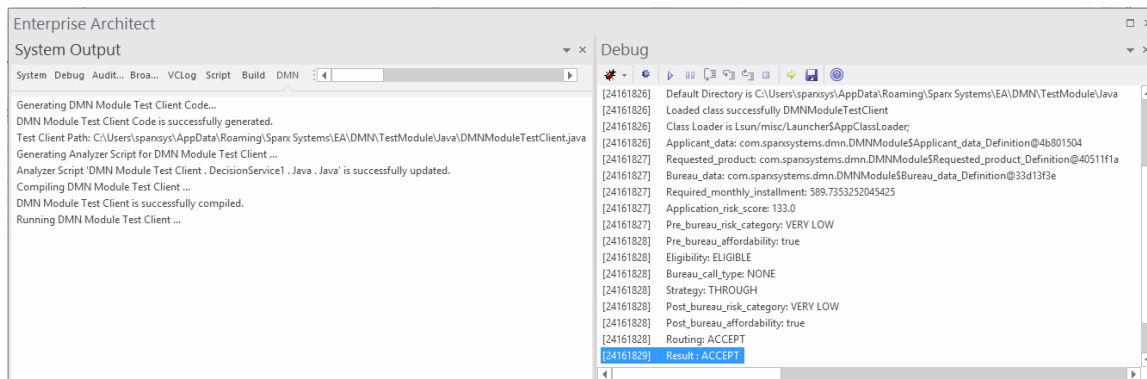 Enterprise Architect
System Output
System Debug Audit... Broa... VCLog Script Build DMN
Generating DMN Module Test Client Code...
DMN Module Test Client Code is successfully generated.
Test Client Path: C:\Users\sparxsys\AppData\Roaming\Sparx Systems\EA\DMN\TestModule\Java\DMNModuleTestClient.java
Generating Analyzer Script for DMN Module Test Client ...
Analyzer Script 'DMN Module Test Client . DecisionService1 . Java . Java' is successfully updated.
Compiling DMN Module Test Client ...
DMN Module Test Client is successfully compiled.
Running DMN Module Test Client ...
Debug
[24161826] Default Directory is C:\Users\sparxsys\AppData\Roaming\Sparx Systems\EA\DMN\TestModule\Java
[24161826] Loaded class successfully DMNModuleTestClient
[24161826] Class Loader is Lsun/misc/Launcher$AppClassLoader;
[24161826] Applicant_data: com.sparxsystems.dmn.DMNModule$Applicant_data_Definition@4b801504
[24161827] Requested_product: com.sparxsystems.dmn.DMNModule$Requested_product_Definition@40511f1a
[24161827] Bureau_data: com.sparxsystems.dmn.DMNModule$Bureau_data_Definition@33d13f3e
[24161827] Required_monthly_installment: 589.7353252045425
[24161827] Application_risk_score: 133.0
[24161827] Pre_bureau_risk_category: VERY LOW
[24161828] Pre_bureau_affordability: true
[24161828] Eligibility: ELIGIBLE
[24161828] Bureau_call_type: NONE
[24161828] Strategy: THROUGH
[24161828] Post_bureau_risk_category: VERY LOW
[24161828] Post_bureau_affordability: true
[24161828] Routing: ACCEPT
[24161829] Result : ACCEPT